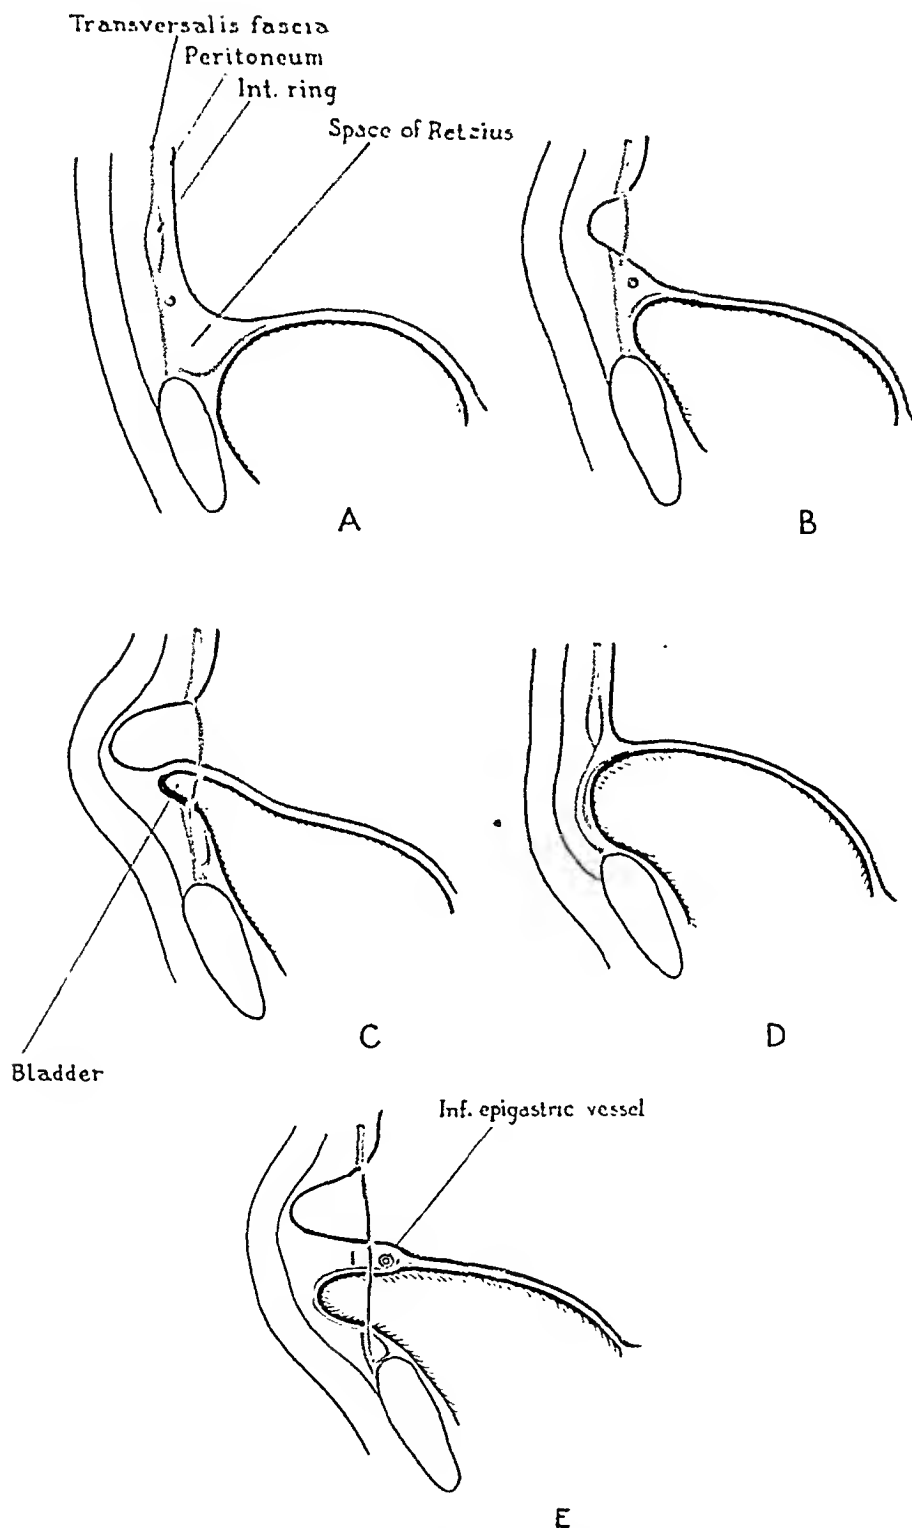 Transversalis fascia
Peritoneum
Int. ring
Space of Retzius
A
B
C
D
Bladder
Inf. epigastric vessel
E